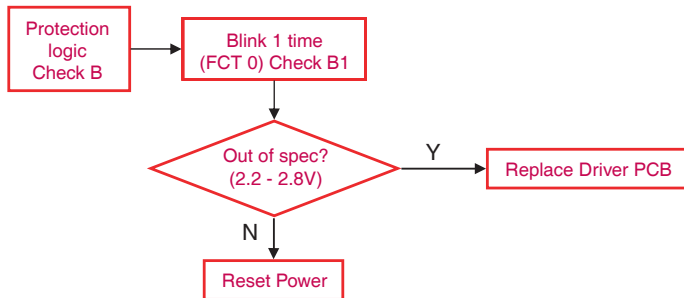 Protection
logic
Check B
Blink 1 time
(FCT 0) Check B1
Out of spec?
(2.2 - 2.8V)
Y
Replace Driver PCB
N
Reset Power